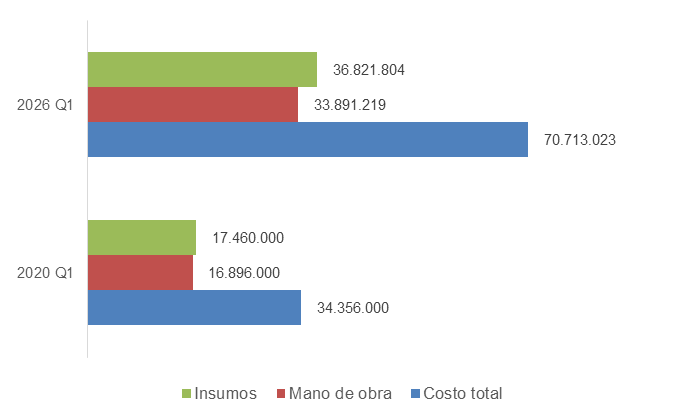 36.821.804
2026 Q1
33.891.219
70.713.023
17.460.000
2020 Q1
16.896.000
34.356.000
Insumos Mano de obra Costo total